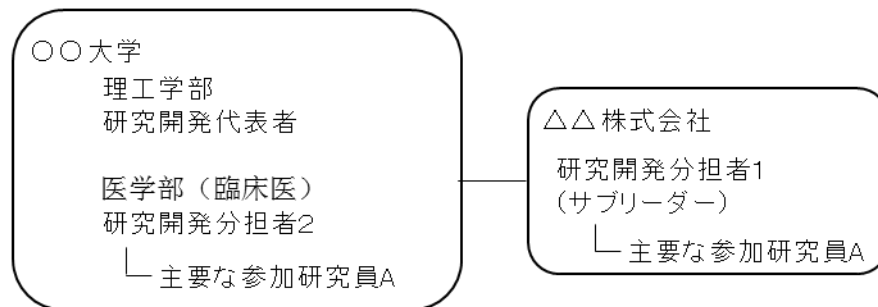 ○○大学
理工学部
研究開発代表者
医学部（臨床医）
研究開発分担者2
主要な参加研究員A
△△株式会社
研究開発分担者1
（サブリーダー）
主要な参加研究員A